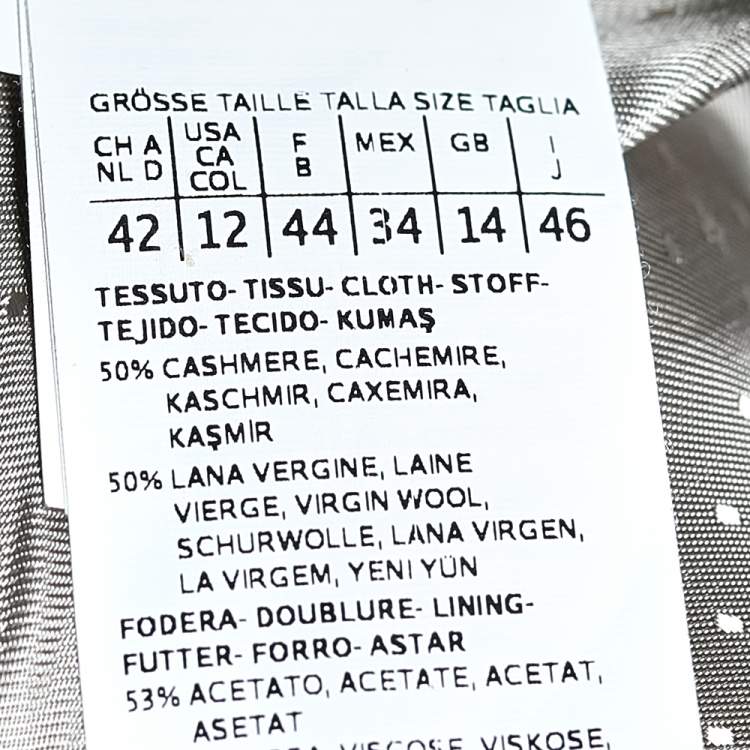 GRÖSSE TAILLE TALLA SIZE TAGLIA
CH A USA F MEX GB I
NL D CA B J
COL
42 12 44 34 14 46
TESSUTO- TISSU- CLOTH- STOFF-
TEJIDO- TECIDO- KUMAŞ
50% CASHMERE, CACHEMIRE,
KASCHMIR, CAXEMIRA,
KAŞMİR
50% LANA VERGINE, LAINE
VIERGE, VIRGIN WOOL,
SCHURWOLLE, LANA VIRGEN,
LA VIRGEM, YENI YÜN
FODERA- DOUBLURE- LINING-
FUTTER- FORRO- ASTAR
53% ACETATO, ACETATE, ACETAT,
ASETAT
VISCOSE, VISKOSE,